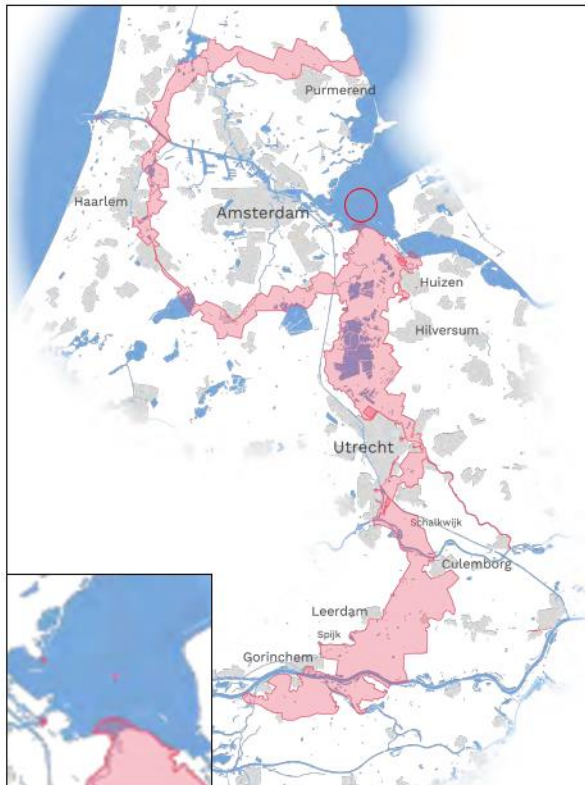 Purmerend
Haarlem
Amsterdam
Huizen
Hilversum
Utrecht
Schalkwijk
Culemborg
Leerdam
Spijk
Gorinchem